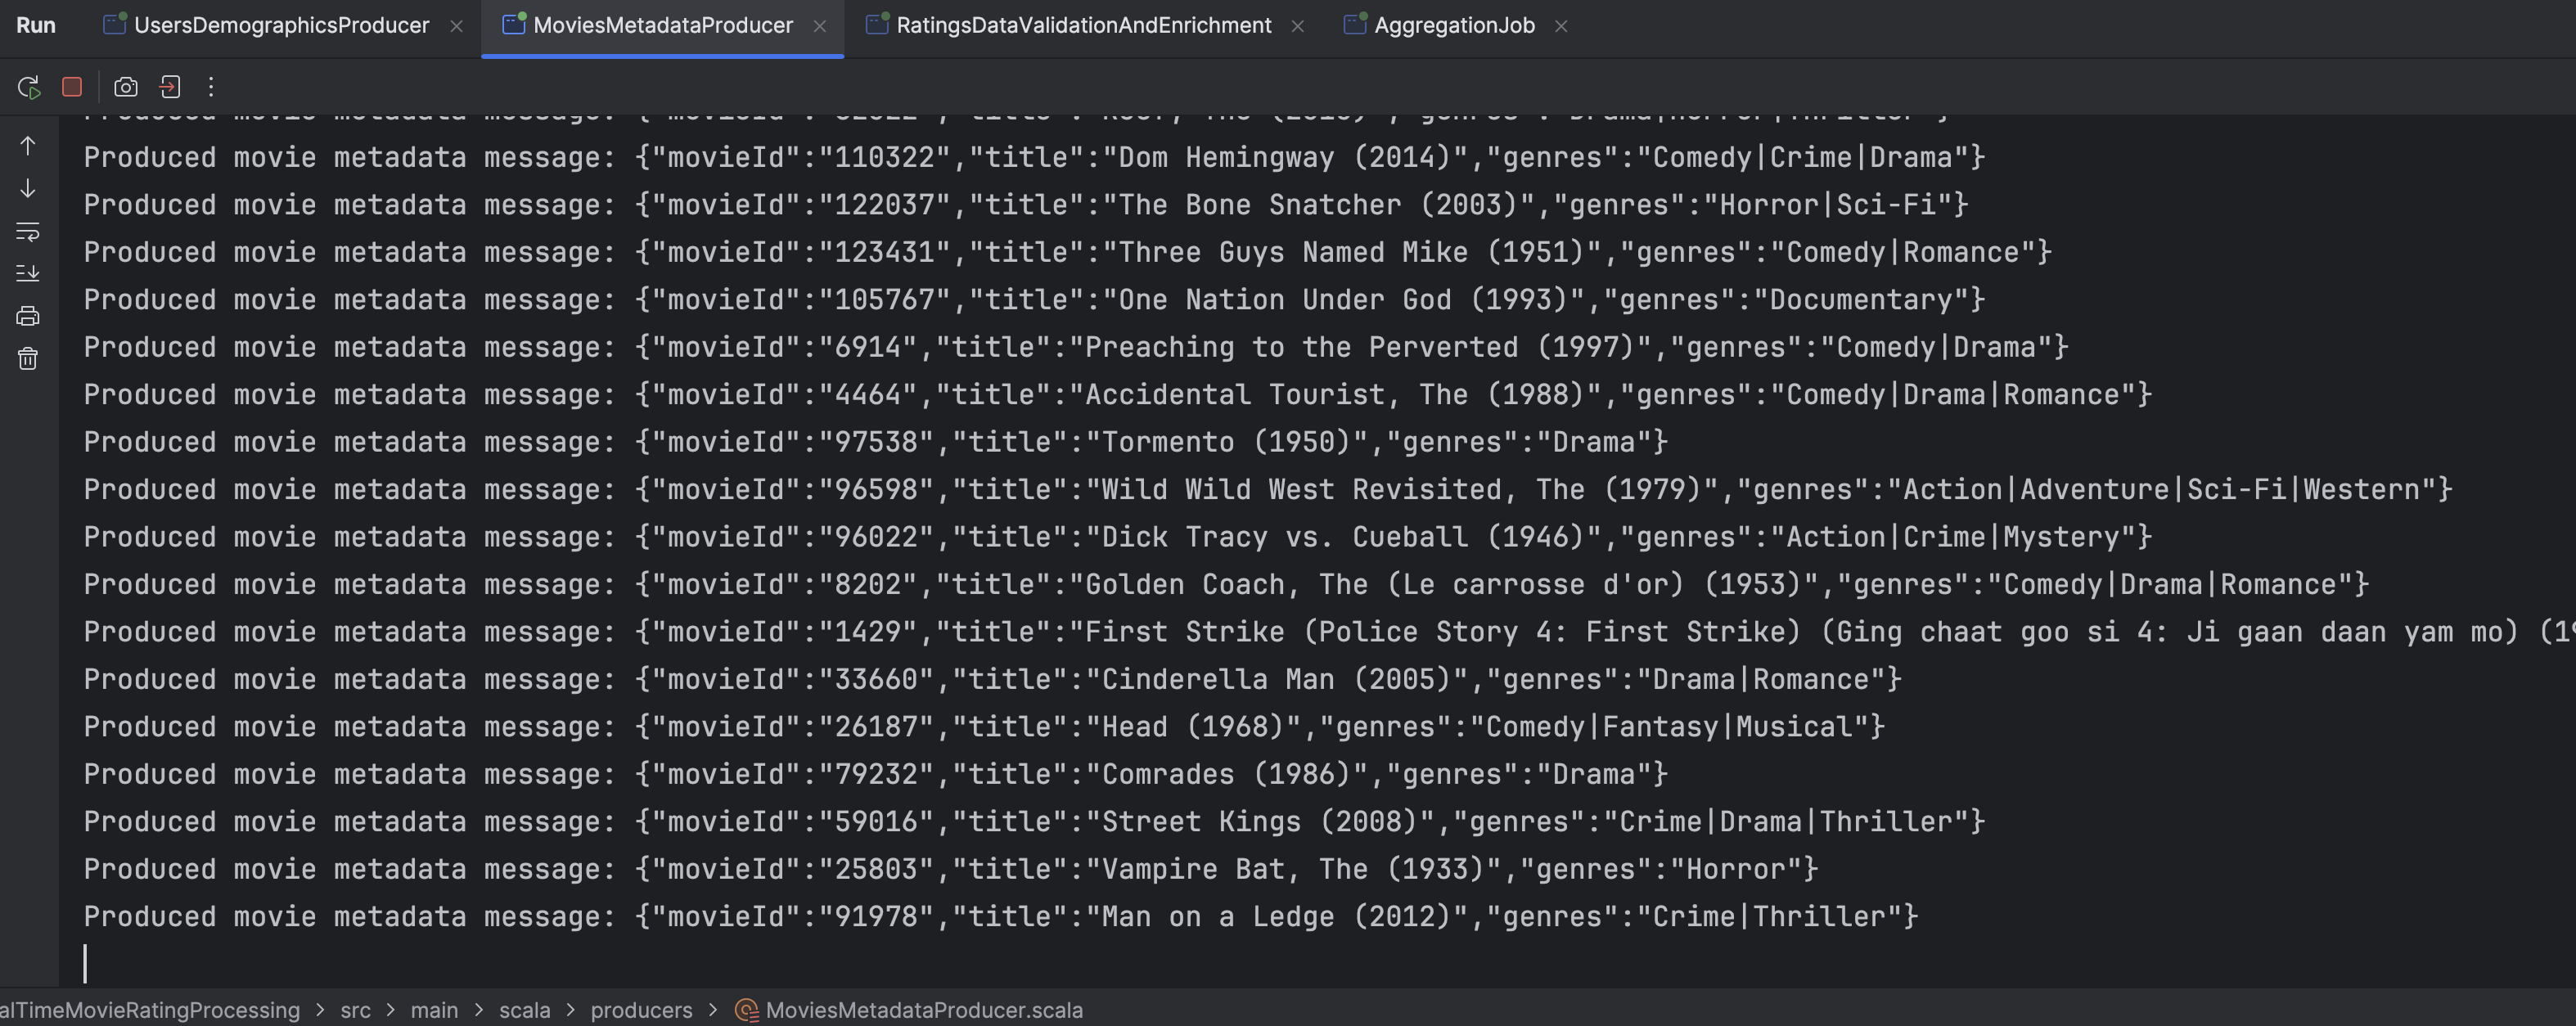 Run UsersDemographicsProducer MoviesMetadataProducer RatingsDataValidationAndEnrichment AggregationJob
Produced movie metadata message:
Produced movie metadata message: {"movieId":"110322","title":"Dom Hemingway (2014)","genres":"Comedy|Crime|Drama"}
Produced movie metadata message: {"movieId":"122037","title":"The Bone Snatcher (2003)","genres":"Horror|Sci-Fi"}
Produced movie metadata message: {"movieId":"123431","title":"Three Guys Named Mike (1951)","genres":"Comedy|Romance"}
Produced movie metadata message: {"movieId":"105767","title":"One Nation Under God (1993)","genres":"Documentary"}
Produced movie metadata message: {"movieId":"6914","title":"Preaching to the Perverted (1997)","genres":"Comedy|Drama"}
Produced movie metadata message: {"movieId":"4464","title":"Accidental Tourist, The (1988)","genres":"Comedy|Drama|Romance"}
Produced movie metadata message: {"movieId":"97538","title":"Tormento (1950)","genres":"Drama"}
Produced movie metadata message: {"movieId":"96598","title":"Wild Wild West Revisited, The (1979)","genres":"Action|Adventure|Sci-Fi|Western"}
Produced movie metadata message: {"movieId":"96022","title":"Dick Tracy vs. Cueball (1946)","genres":"Action|Crime|Mystery"}
Produced movie metadata message: {"movieId":"8202","title":"Golden Coach, The (Le carrosse d'or) (1953)","genres":"Comedy|Drama|Romance"}
Produced movie metadata message: {"movieId":"1429","title":"First Strike (Police Story 4: First Strike) (Ging chaat goo si 4: Ji gaan daan yam mo) (19
Produced movie metadata message: {"movieId":"33660","title":"Cinderella Man (2005)","genres":"Drama|Romance"}
Produced movie metadata message: {"movieId":"26187","title":"Head (1968)","genres":"Comedy|Fantasy|Musical"}
Produced movie metadata message: {"movieId":"79232","title":"Comrades (1986)","genres":"Drama"}
Produced movie metadata message: {"movieId":"59016","title":"Street Kings (2008)","genres":"Crime|Drama|Thriller"}
Produced movie metadata message: {"movieId":"25803","title":"Vampire Bat, The (1933)","genres":"Horror"}
Produced movie metadata message: {"movieId":"91978","title":"Man on a Ledge (2012)","genres":"Crime|Thriller"}
alTimeMovieRatingProcessing > src > main > scala > producers > MoviesMetadataProducer.scala